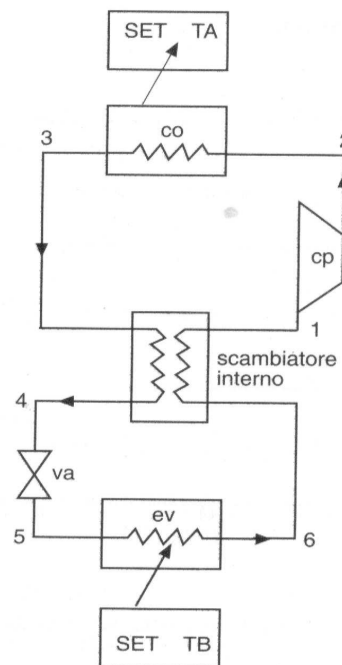 SET TA
co
3
2
cp
1
scambiatore
interno
4
va
5
ev
6
SET TB